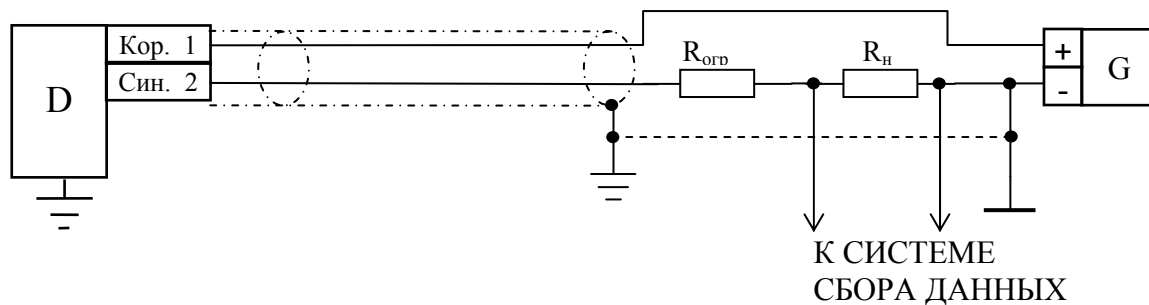 Кор. 1
Син. 2
D
Rогр
Rн
+
-
G
К СИСТЕМЕ
СБОРА ДАННЫХ